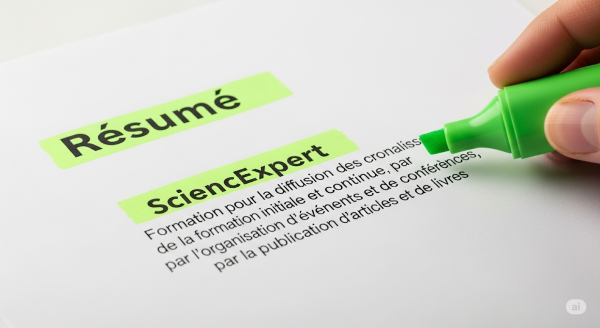 Résumé
SciencExpert
Formation pour la diffusion des cronaliss
de la formation initiale et continue, par
par l'organisation d'événents et de conférences,
par la publication d'articles et de livres
ai